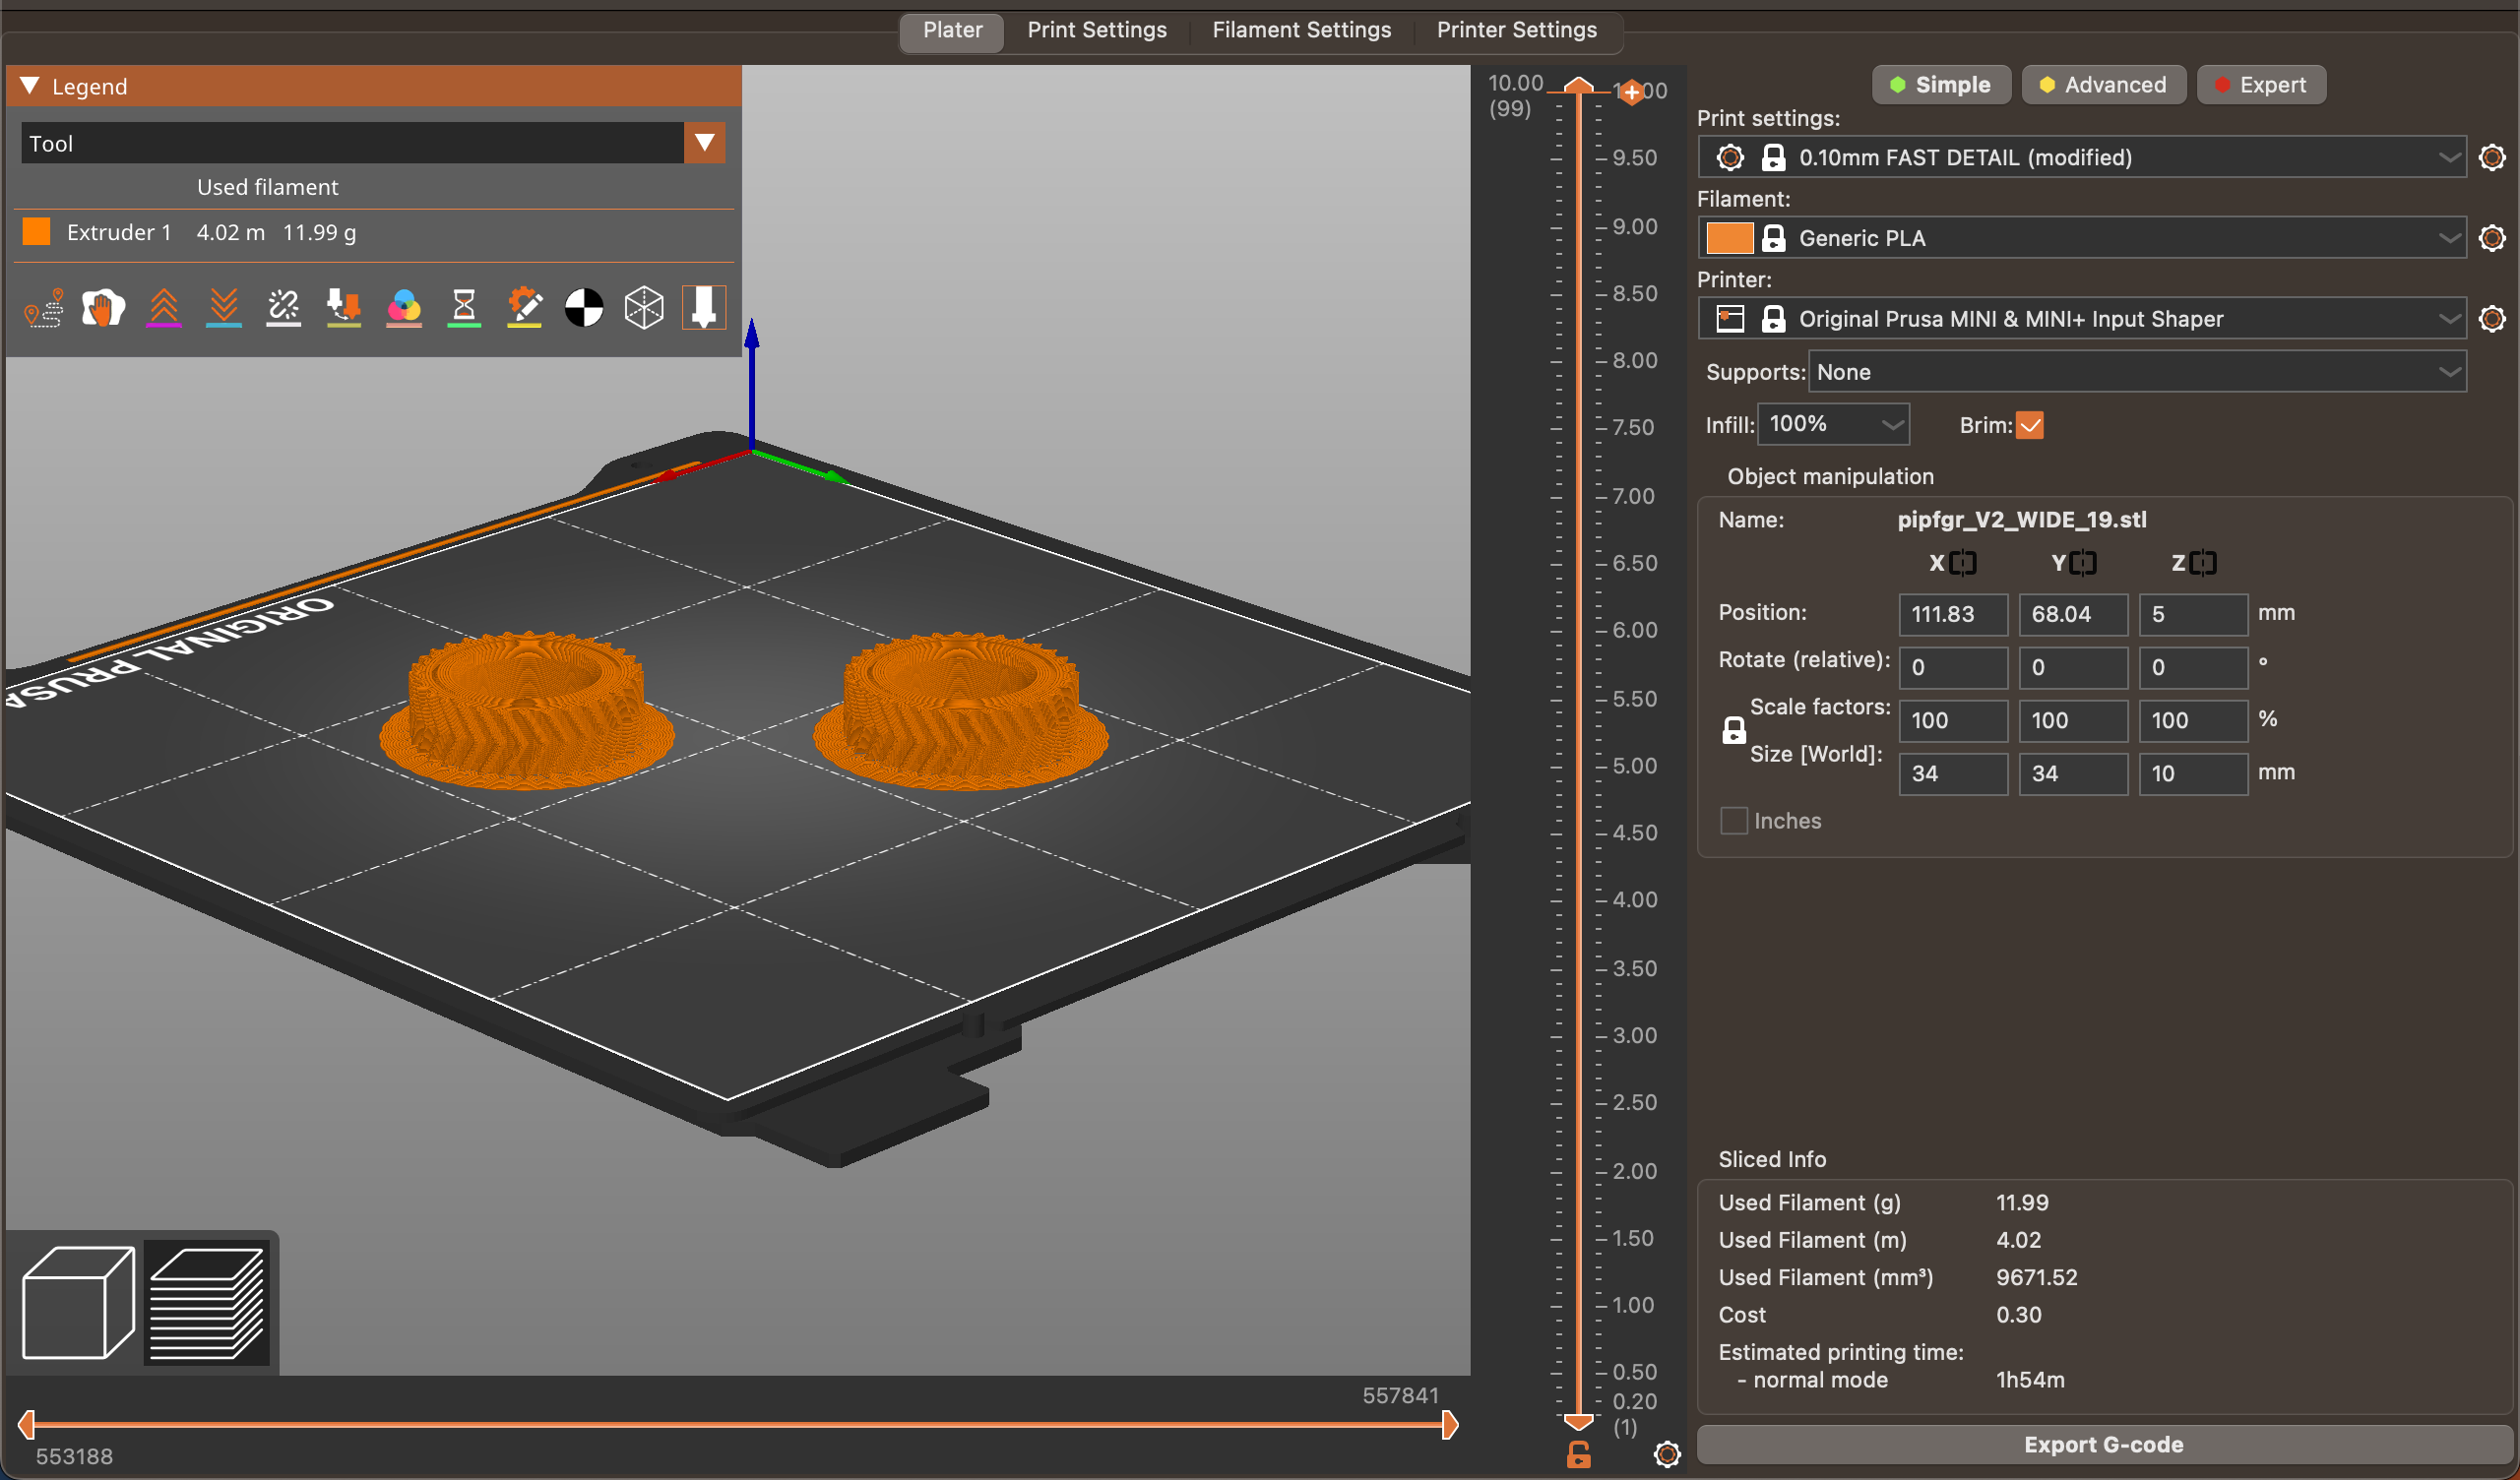 Plater Print Settings Filament Settings Printer Settings
Legend
Tool
Used filament
Extruder 1 4.02 m 11.99 g
ORIGINAL PRUSA
553188
557841
10.00
(99)
9.50
9.00
8.50
8.00
7.50
7.00
6.50
6.00
5.50
5.00
4.50
4.00
3.50
3.00
2.50
2.00
1.50
1.00
0.50
0.20
(1)
Simple Advanced Expert
Print settings:
0.10mm FAST DETAIL (modified)
Filament:
Generic PLA
Printer:
Original Prusa MINI & MINI+ Input Shaper
Supports: None
Infill: 100% Brim:
Object manipulation
Name: pipfgr_V2_WIDE_19.stl
X Y Z
Position: 111.83 68.04 5 mm
Rotate (relative): 0 0 0 °
Scale factors: 100 100 100 %
Size [World]: 34 34 10 mm
Inches
Sliced Info
Used Filament (g) 11.99
Used Filament (m) 4.02
Used Filament (mm³) 9671.52
Cost 0.30
Estimated printing time:
- normal mode 1h54m
Export G-code